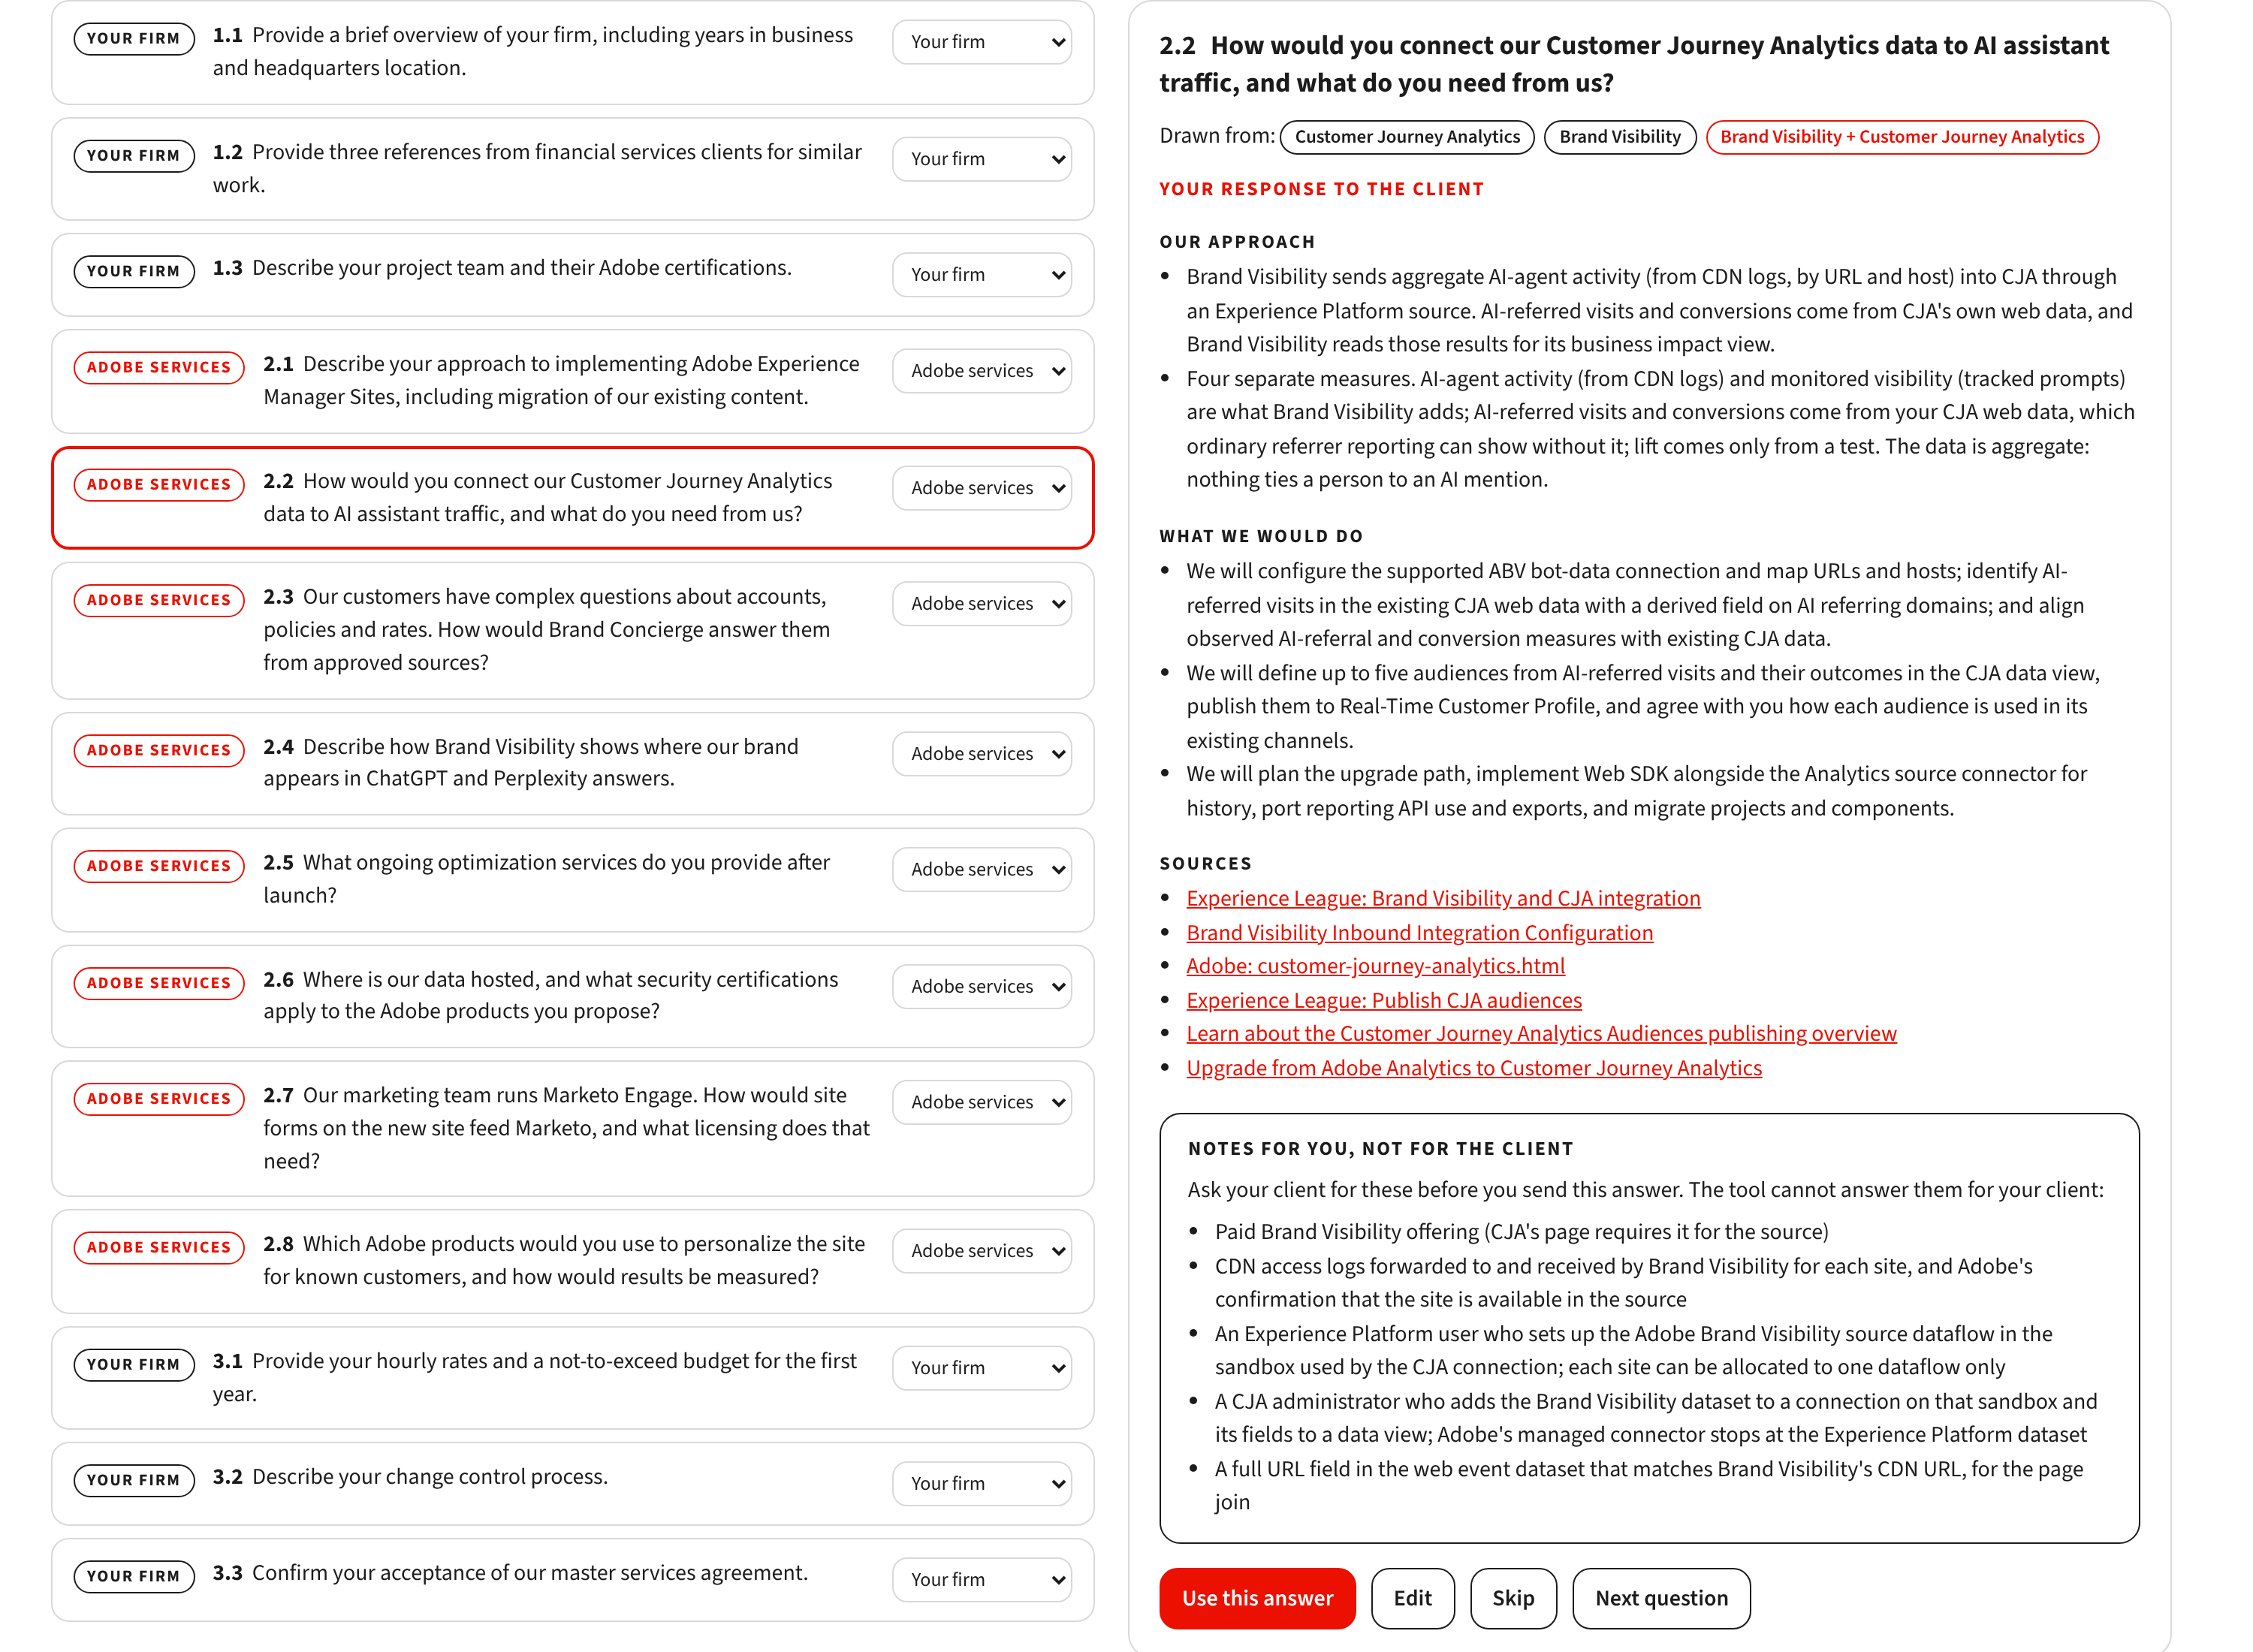 YOUR FIRM
1.1 Provide a brief overview of your firm, including years in business
and headquarters location.
Your firm
YOUR FIRM
1.2 Provide three references from financial services clients for similar
work.
Your firm
YOUR FIRM
1.3 Describe your project team and their Adobe certifications.
Your firm
ADOBE SERVICES
2.1 Describe your approach to implementing Adobe Experience
Manager Sites, including migration of our existing content.
Adobe services
ADOBE SERVICES
2.2 How would you connect our Customer Journey Analytics
data to AI assistant traffic, and what do you need from us?
Adobe services
ADOBE SERVICES
2.3 Our customers have complex questions about accounts,
policies and rates. How would Brand Concierge answer them
from approved sources?
Adobe services
ADOBE SERVICES
2.4 Describe how Brand Visibility shows where our brand
appears in ChatGPT and Perplexity answers.
Adobe services
ADOBE SERVICES
2.5 What ongoing optimization services do you provide after
launch?
Adobe services
ADOBE SERVICES
2.6 Where is our data hosted, and what security certifications
apply to the Adobe products you propose?
Adobe services
ADOBE SERVICES
2.7 Our marketing team runs Marketo Engage. How would site
forms on the new site feed Marketo, and what licensing does that
need?
Adobe services
ADOBE SERVICES
2.8 Which Adobe products would you use to personalize the site
for known customers, and how would results be measured?
Adobe services
YOUR FIRM
3.1 Provide your hourly rates and a not-to-exceed budget for the first
year.
Your firm
YOUR FIRM
3.2 Describe your change control process.
Your firm
YOUR FIRM
3.3 Confirm your acceptance of our master services agreement.
Your firm
2.2 How would you connect our Customer Journey Analytics data to AI assistant
traffic, and what do you need from us?
Drawn from: Customer Journey Analytics Brand Visibility Brand Visibility + Customer Journey Analytics
YOUR RESPONSE TO THE CLIENT
OUR APPROACH
• Brand Visibility sends aggregate AI-agent activity (from CDN logs, by URL and host) into CJA through
an Experience Platform source. AI-referred visits and conversions come from CJA's own web data, and
Brand Visibility reads those results for its business impact view.
• Four separate measures. AI-agent activity (from CDN logs) and monitored visibility (tracked prompts)
are what Brand Visibility adds; AI-referred visits and conversions come from your CJA web data, which
ordinary referrer reporting can show without it; lift comes only from a test. The data is aggregate:
nothing ties a person to an AI mention.
WHAT WE WOULD DO
• We will configure the supported ABV bot-data connection and map URLs and hosts; identify AI-
referred visits in the existing CJA web data with a derived field on AI referring domains; and align
observed AI-referral and conversion measures with existing CJA data.
• We will define up to five audiences from AI-referred visits and their outcomes in the CJA data view,
publish them to Real-Time Customer Profile, and agree with you how each audience is used in its
existing channels.
• We will plan the upgrade path, implement Web SDK alongside the Analytics source connector for
history, port reporting API use and exports, and migrate projects and components.
SOURCES
• Experience League: Brand Visibility and CJA integration
• Brand Visibility Inbound Integration Configuration
• Adobe: customer-journey-analytics.html
• Experience League: Publish CJA audiences
• Learn about the Customer Journey Analytics Audiences publishing overview
• Upgrade from Adobe Analytics to Customer Journey Analytics
NOTES FOR YOU, NOT FOR THE CLIENT
Ask your client for these before you send this answer. The tool cannot answer them for your client:
• Paid Brand Visibility offering (CJA's page requires it for the source)
• CDN access logs forwarded to and received by Brand Visibility for each site, and Adobe's
confirmation that the site is available in the source
• An Experience Platform user who sets up the Adobe Brand Visibility source dataflow in the
sandbox used by the CJA connection; each site can be allocated to one dataflow only
• A CJA administrator who adds the Brand Visibility dataset to a connection on that sandbox and
its fields to a data view; Adobe's managed connector stops at the Experience Platform dataset
• A full URL field in the web event dataset that matches Brand Visibility's CDN URL, for the page
join
Use this answer Edit Skip Next question